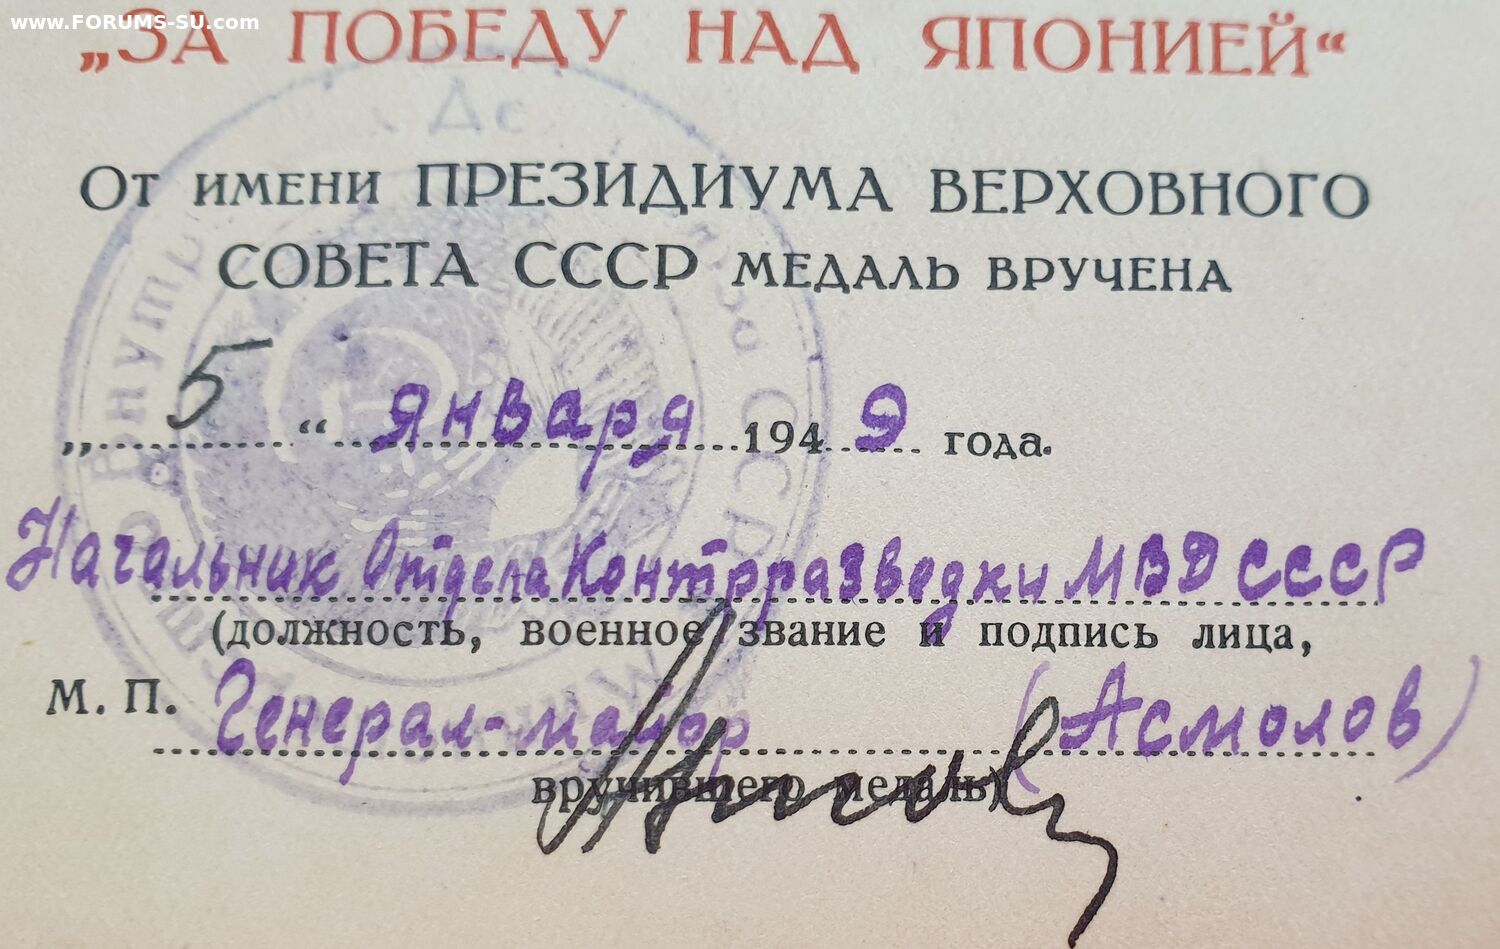 www.FORUMS-SU.com
„ЗА ПОБЕДУ НАД ЯПОНИЕЙ“
От имени ПРЕЗИДИУМА ВЕРХОВНОГО
СОВЕТА СССР МЕДАЛЬ ВРУЧЕНА
„ 5 “ января 1949 года.
Начальник Отдела Контрразведки МВД СССР
(должность, военное звание и подпись лица,
М. П. Генерал-майор (Асмолов)
вручившего медаль)